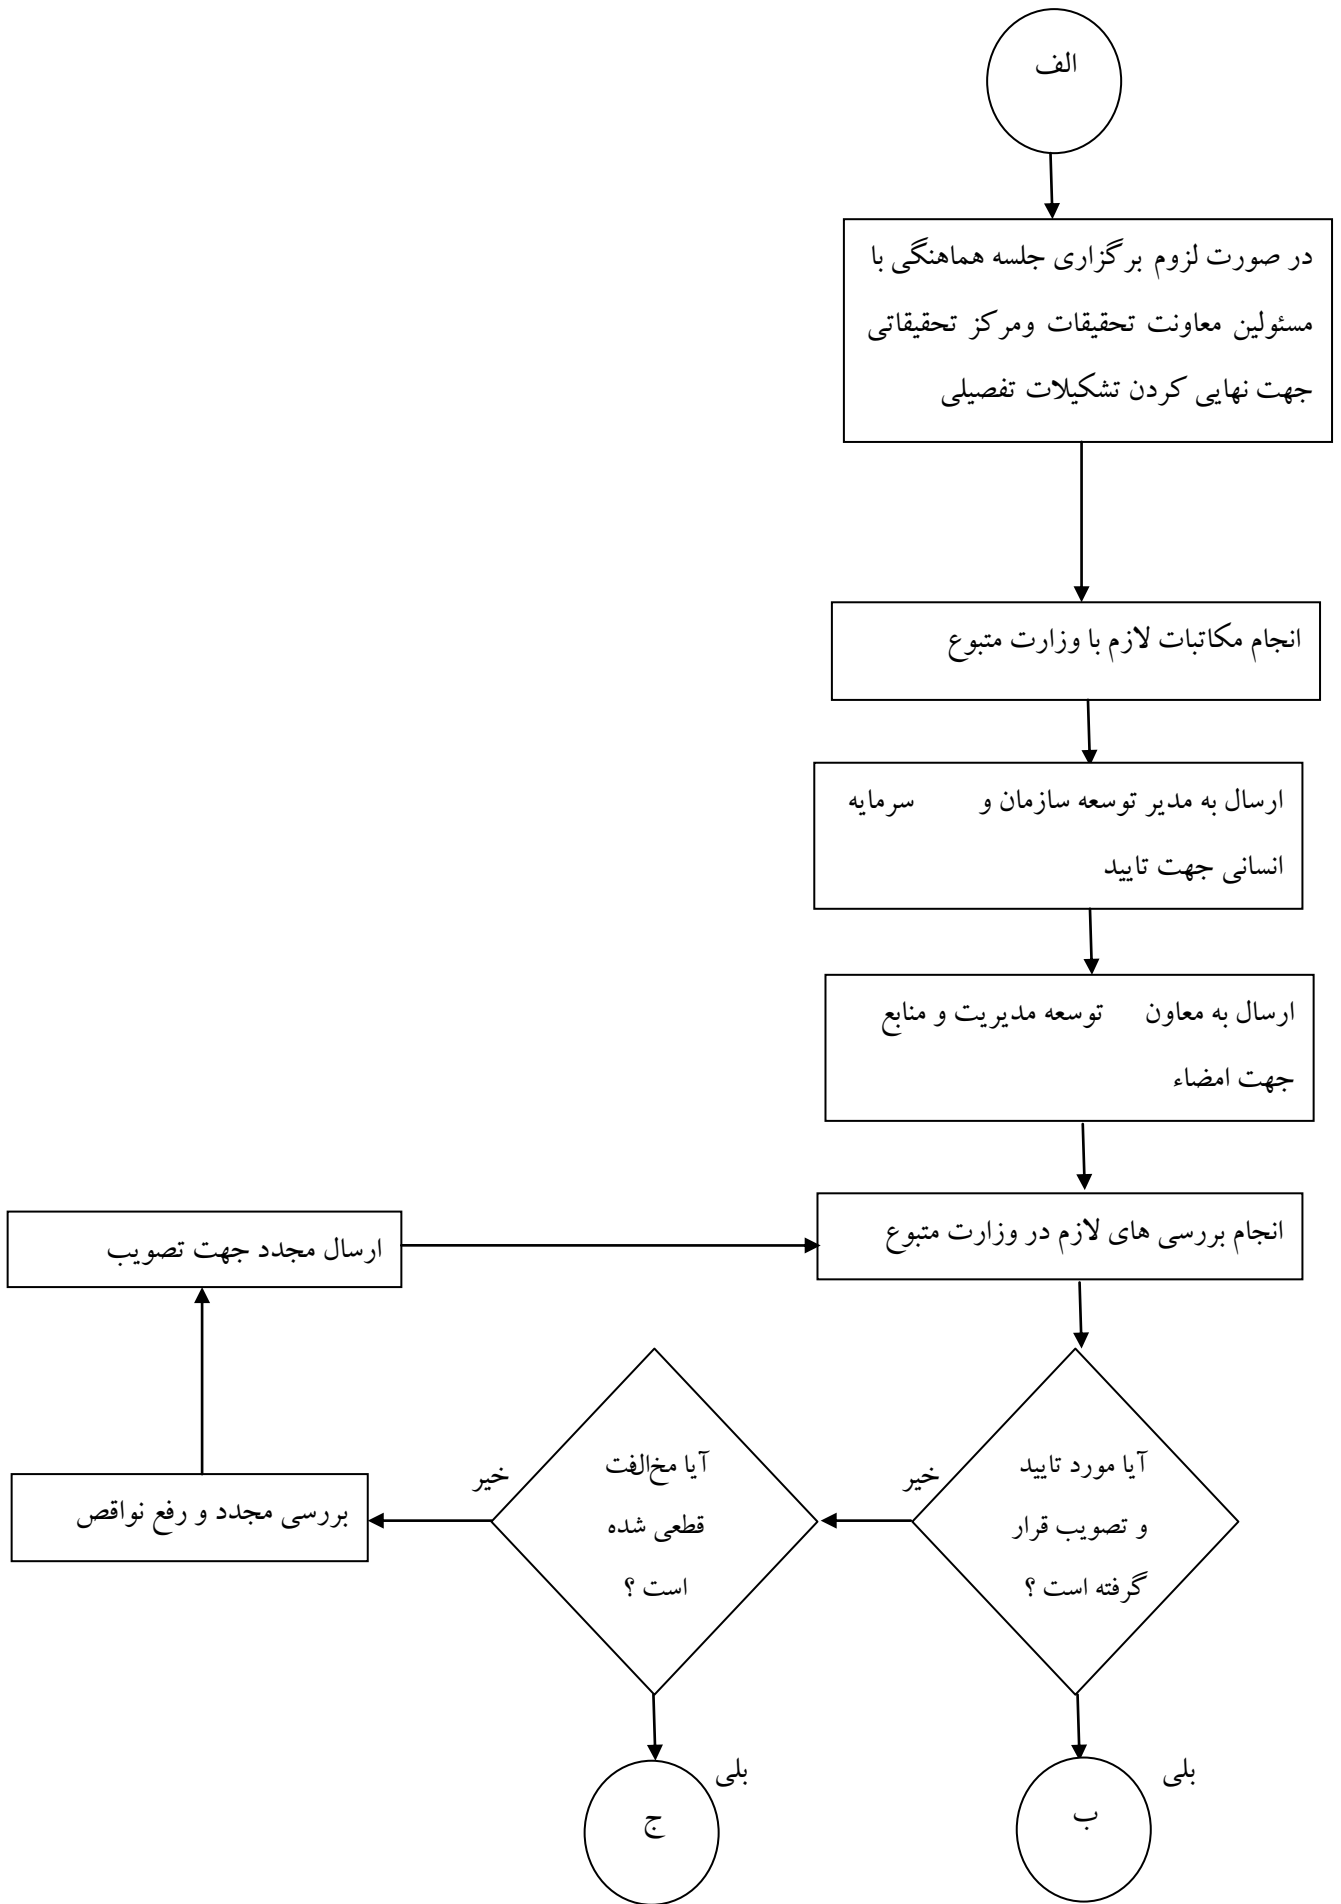 الف
در صورت لزوم برگزاری جلسه هماهنگی با
مسئولین معاونت تحقیقات ومرکز تحقیقاتی
جهت نهایی کردن تشکیلات تفصیلی
انجام مکاتبات لازم با وزارت متبوع
ارسال به مدیر توسعه سازمان و سرمایه
انسانی جهت تایید
ارسال به معاون توسعه مدیریت و منابع
جهت امضاء
انجام بررسی های لازم در وزارت متبوع
ارسال مجدد جهت تصویب
آیا مورد تایید
و تصویب قرار
گرفته است ؟
خیر
آیا مخالفت
قطعی شده
است ؟
خیر
بررسی مجدد و رفع نواقص
بلی
ب
بلی
ج